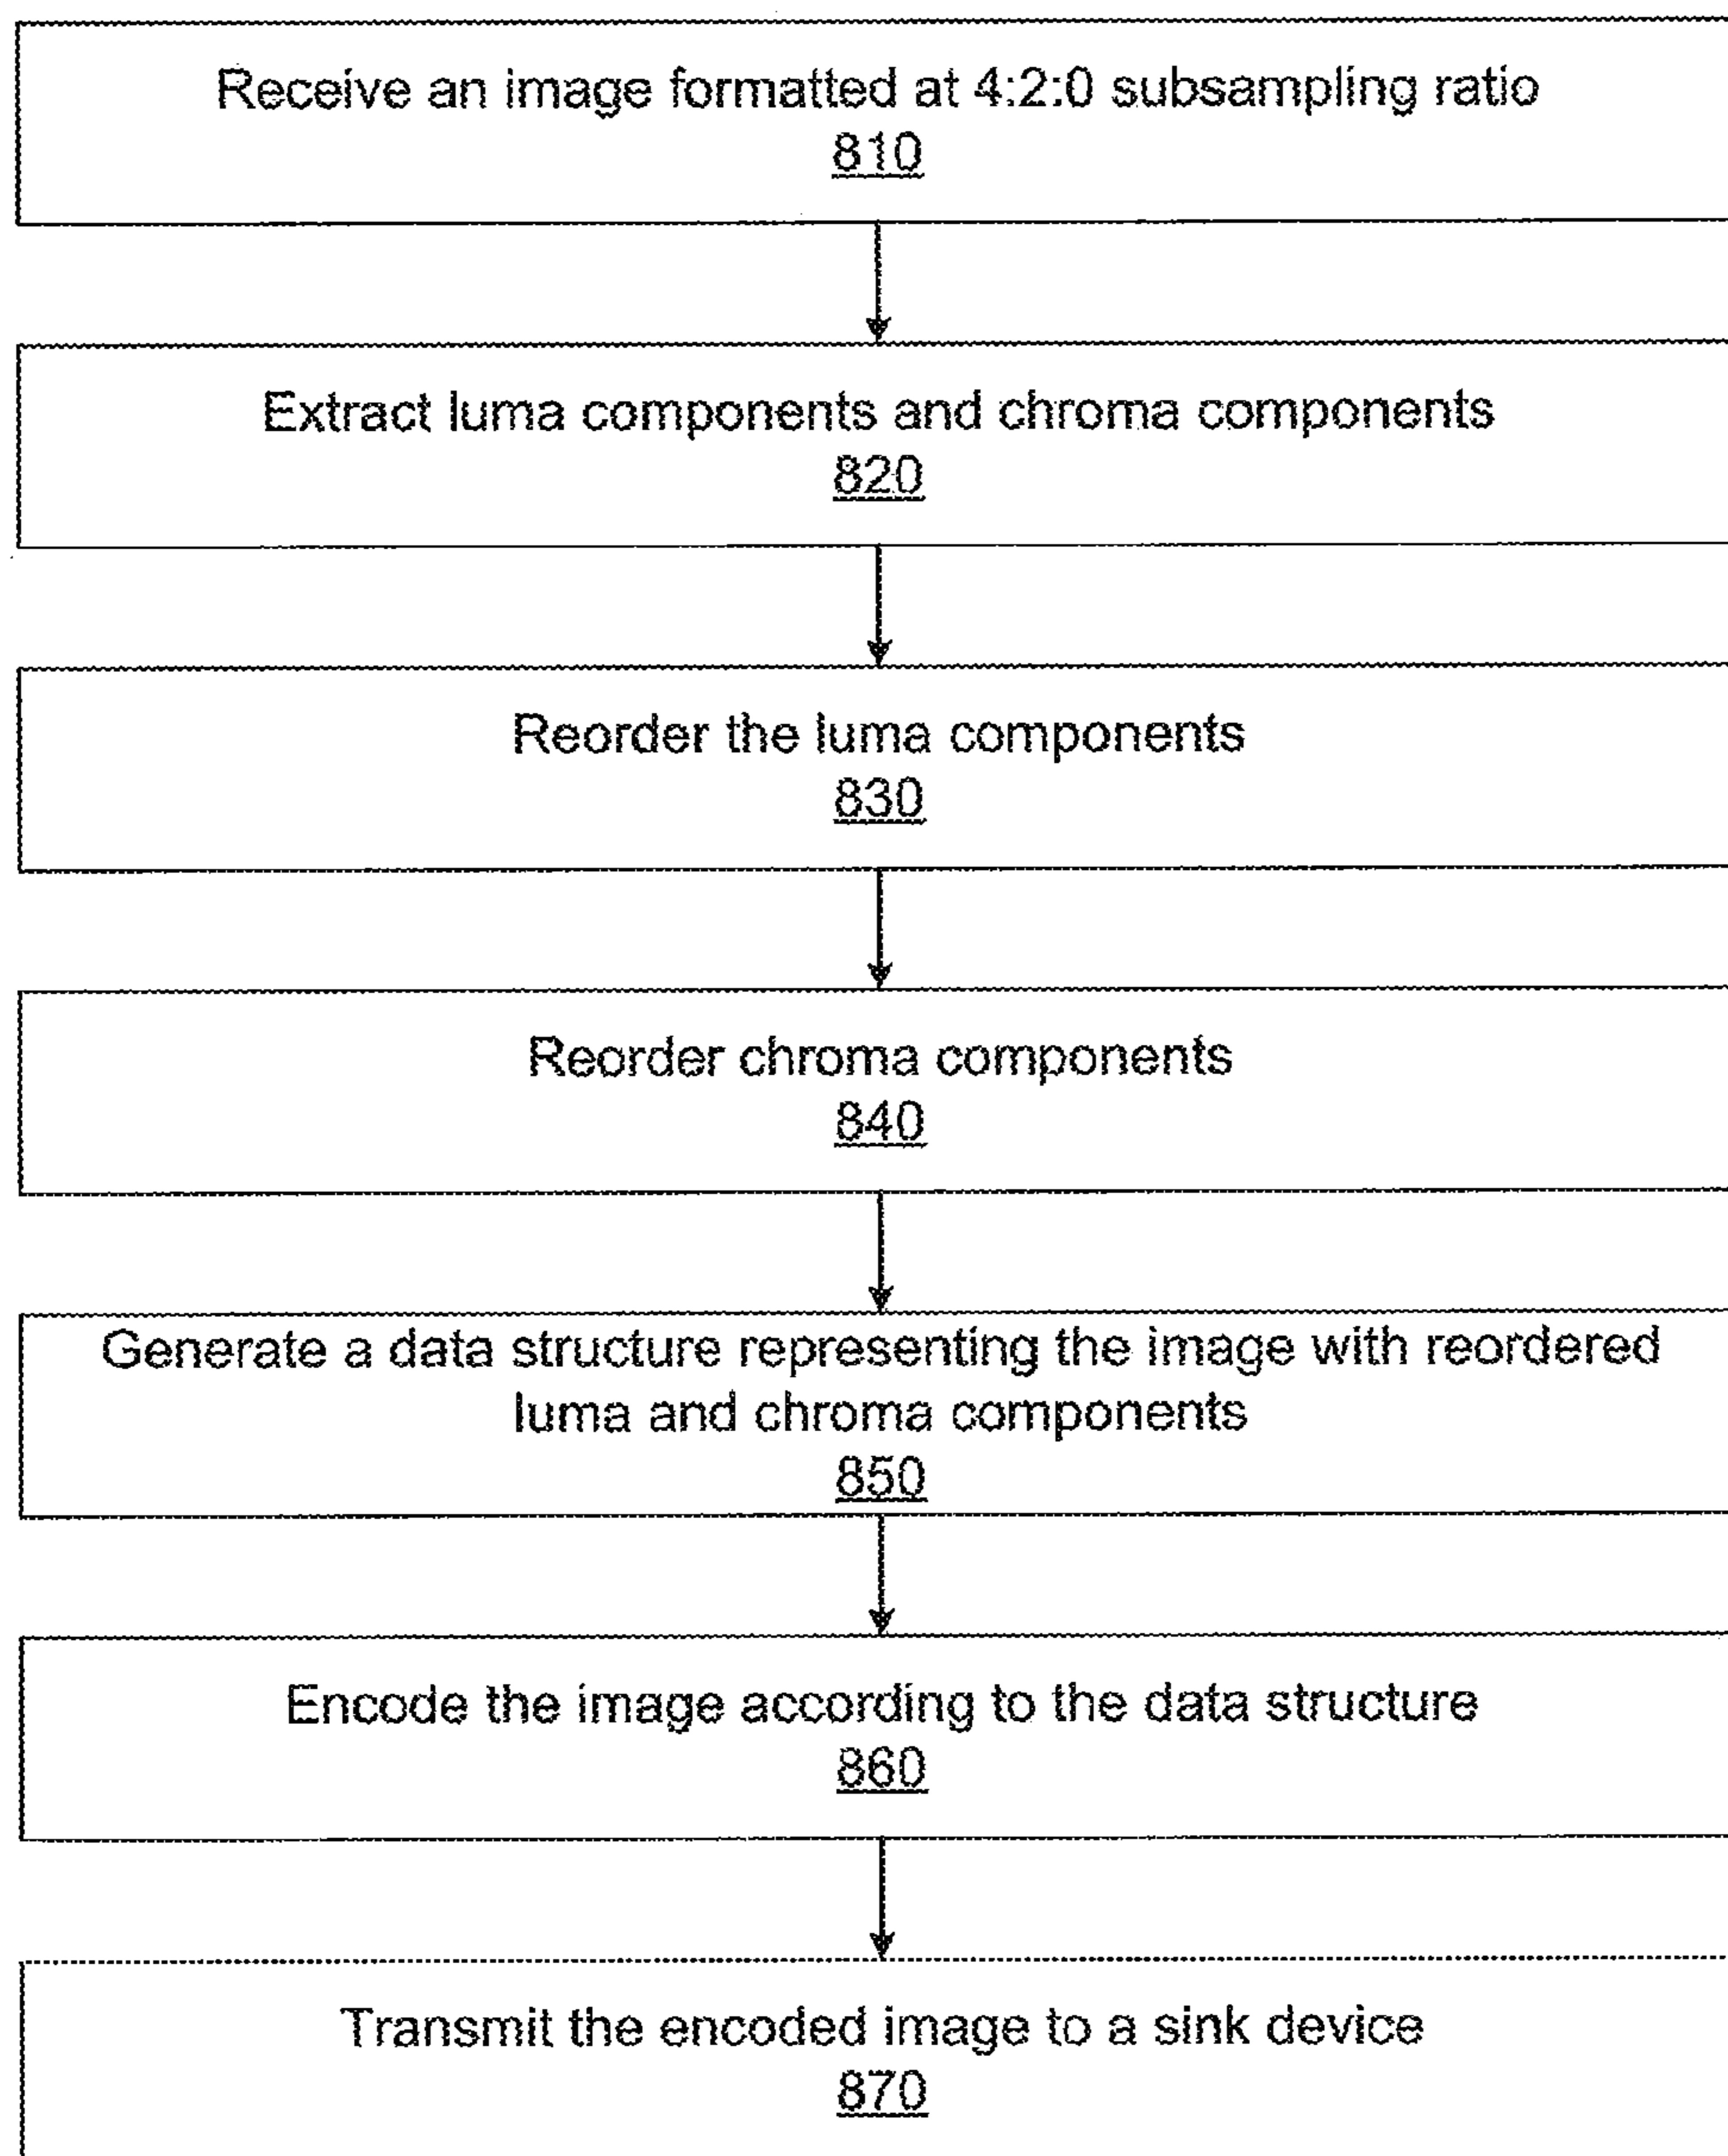 Receive an image formatted at 4:2:0 subsampling ratio
810
Extract luma components and chroma components
820
Reorder the luma components
830
Reorder chroma components
840
Generate a data structure representing the image with reordered
luma and chroma components
850
Encode the image according to the data structure
860
Transmit the encoded image to a sink device
870